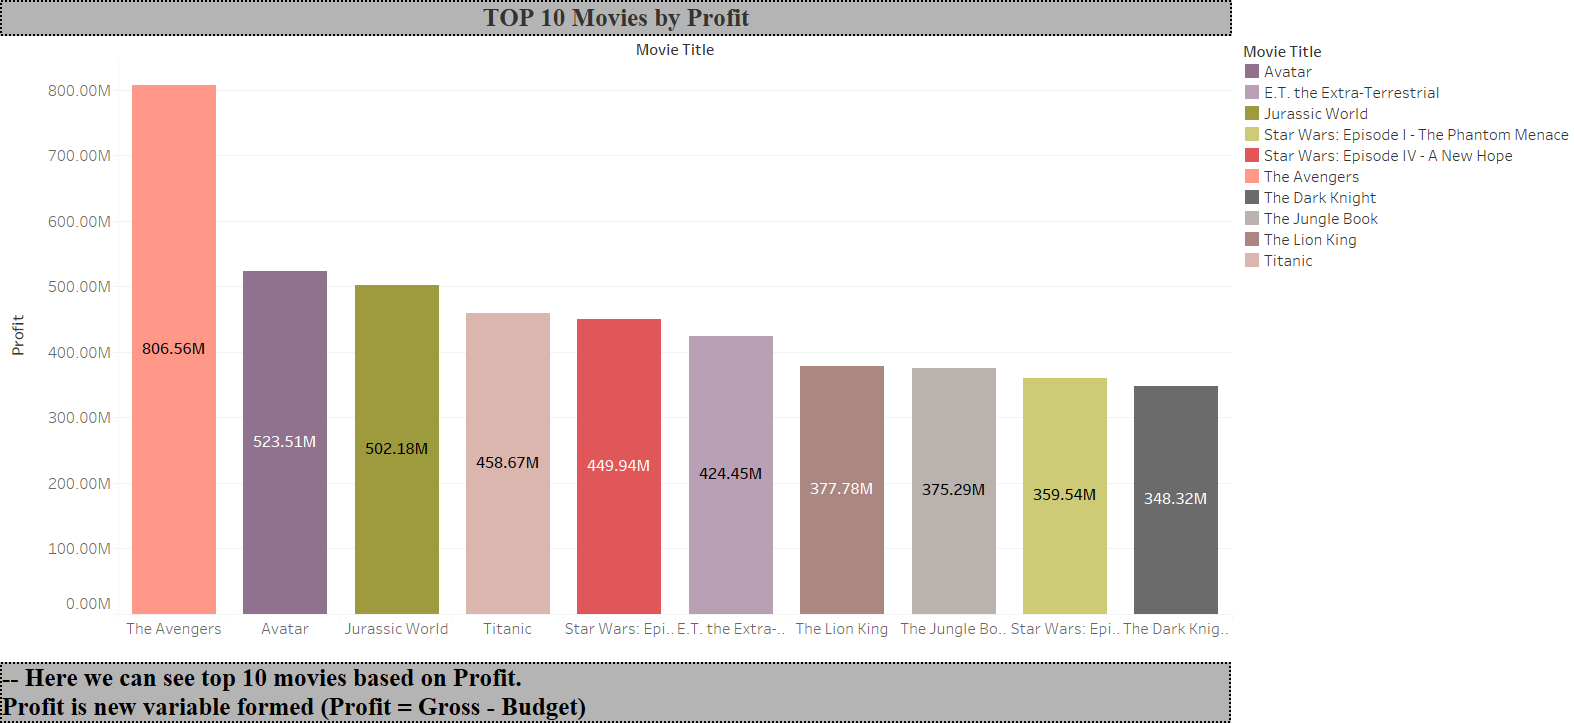 TOP 10 Movies by Profit
Movie Title
Profit
800.00M
700.00M
600.00M
500.00M
400.00M
300.00M
200.00M
100.00M
0.00M
806.56M
523.51M
502.18M
458.67M
449.94M
424.45M
377.78M
375.29M
359.54M
348.32M
The Avengers
Avatar
Jurassic World
Titanic
Star Wars: Epi..
E.T. the Extra-..
The Lion King
The Jungle Bo..
Star Wars: Epi..
The Dark Knig..
Movie Title
Avatar
E.T. the Extra-Terrestrial
Jurassic World
Star Wars: Episode I - The Phantom Menace
Star Wars: Episode IV - A New Hope
The Avengers
The Dark Knight
The Jungle Book
The Lion King
Titanic
-- Here we can see top 10 movies based on Profit.
Profit is new variable formed (Profit = Gross - Budget)